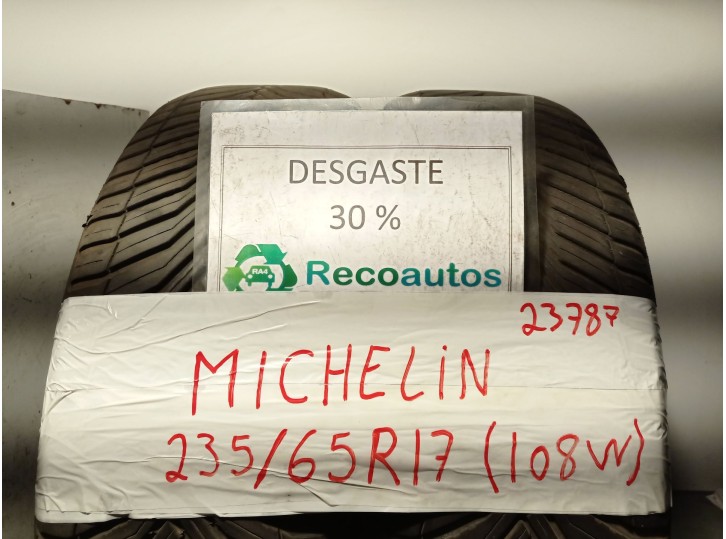 DESGASTE
30 %
RA4
Recoautos
23787
MICHELIN
235/65R17 (108W)